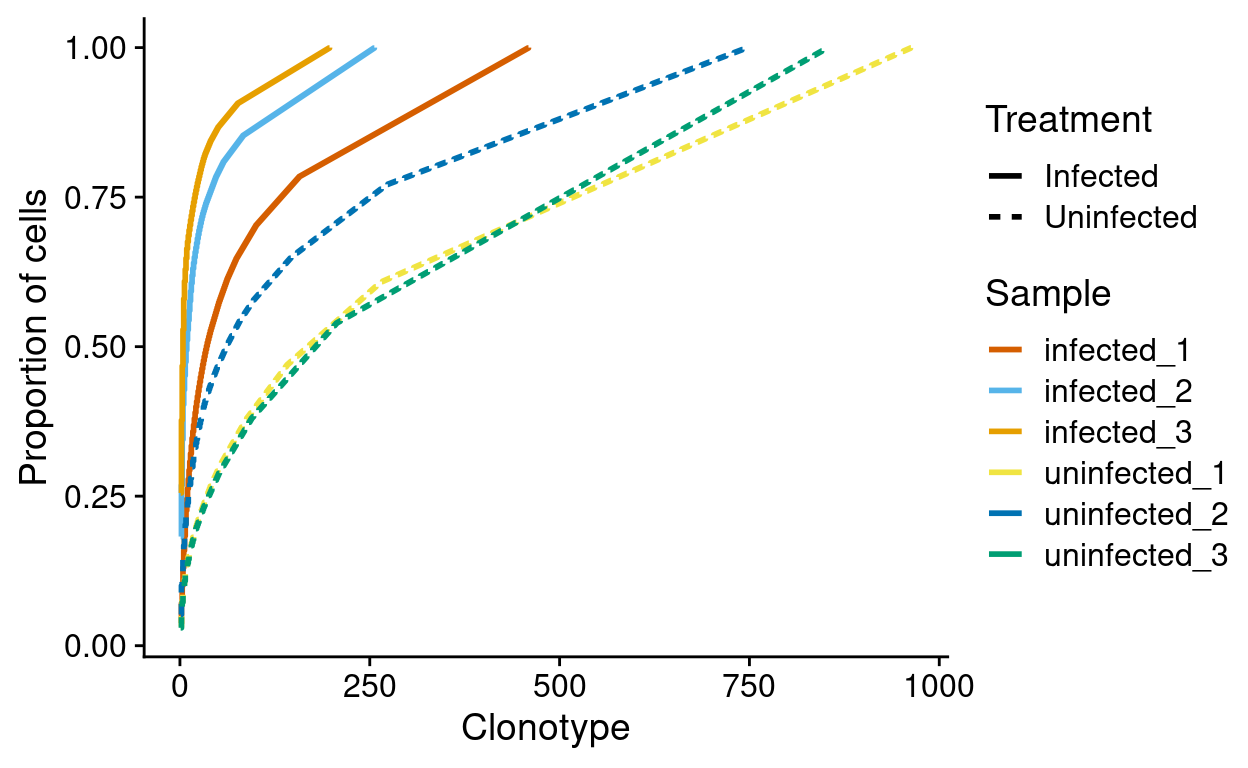 1.00
0.75
0.50
0.25
0.00
Proportion of cells
0
250
500
750
1000
Clonotype
Treatment
Infected
Uninfected
Sample
infected_1
infected_2
infected_3
uninfected_1
uninfected_2
uninfected_3